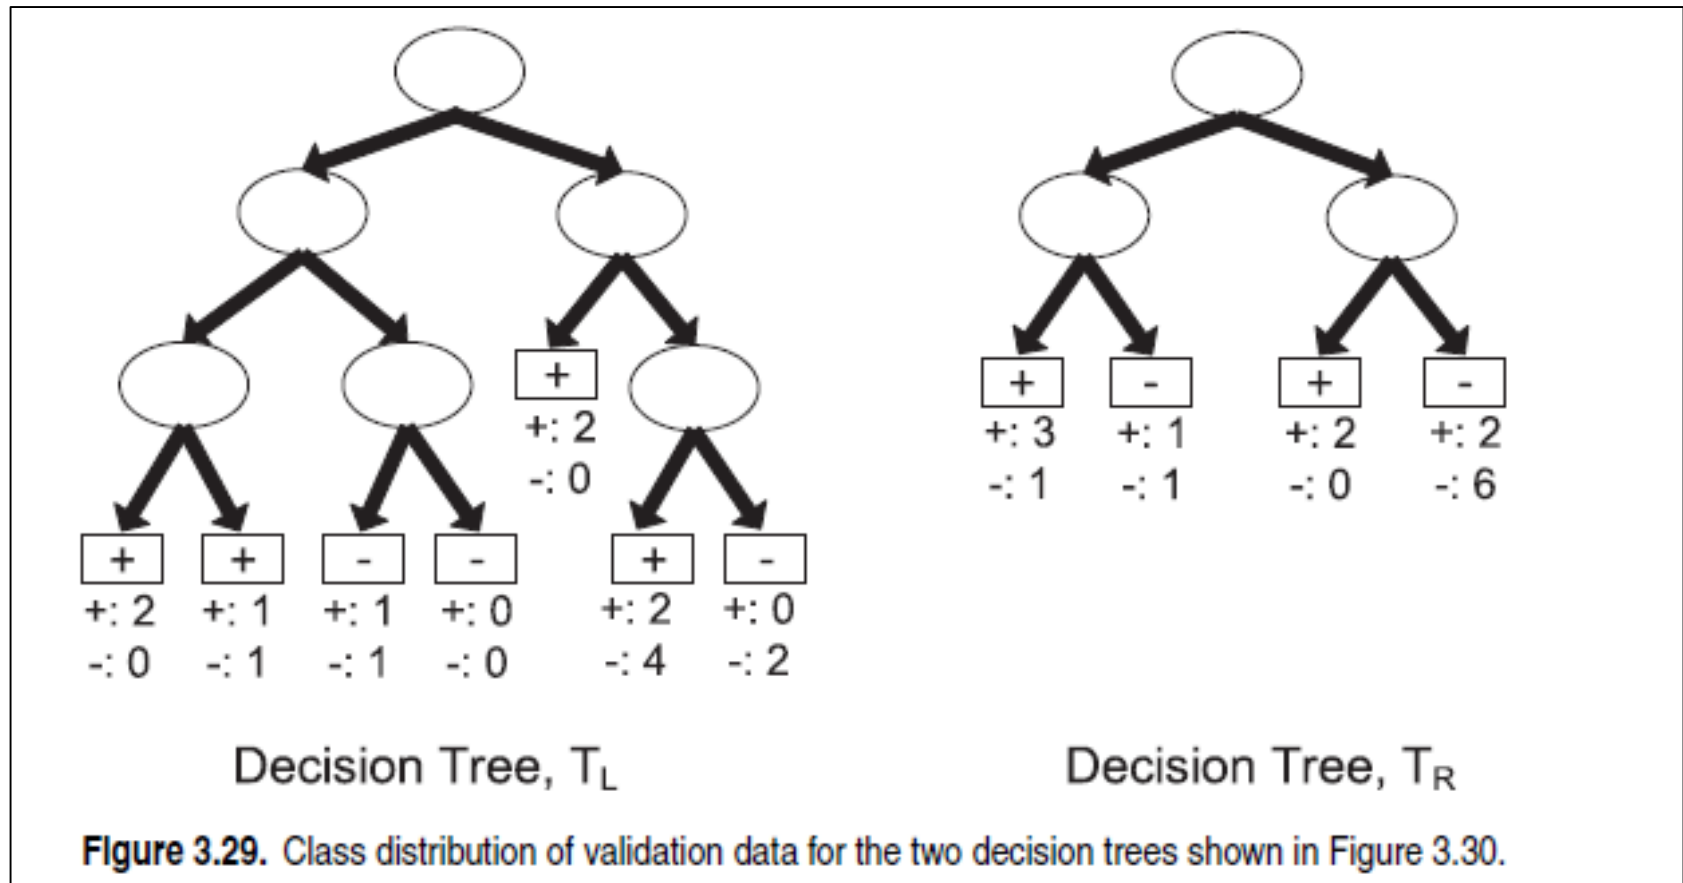 +
+: 2
-: 0
+ - + -
+: 3 +: 1 +: 2 +: 2
-: 1 -: 1 -: 0 -: 6
+ + - - + -
+: 2 +: 1 +: 1 +: 0 +: 2 +: 0
-: 0 -: 1 -: 1 -: 0 -: 4 -: 2
Decision Tree, TL
Decision Tree, TR
Figure 3.29. Class distribution of validation data for the two decision trees shown in Figure 3.30.